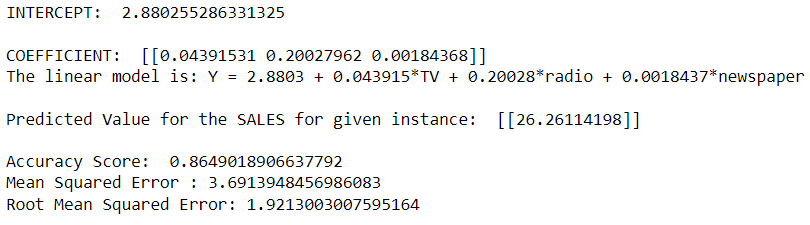 INTERCEPT:  2.880255286331325
COEFFICIENT:  [[0.04391531 0.20027962 0.00184368]]
The linear model is: Y = 2.8803 + 0.043915*TV + 0.20028*radio + 0.0018437*newspaper
Predicted Value for the SALES for given instance:  [[26.26114198]]
Accuracy Score:  0.8649018906637792
Mean Squared Error : 3.6913948456986083
Root Mean Squared Error: 1.9213003007595164